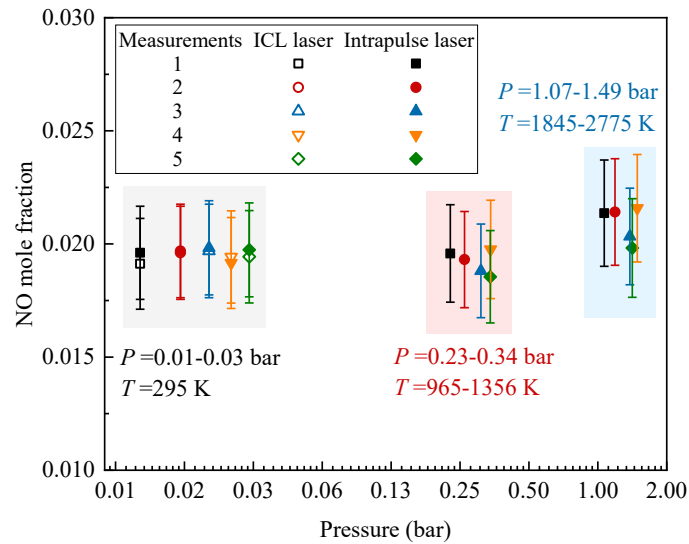 0.030
0.025
0.020
0.015
0.010
NO mole fraction
Measurements ICL laser Intrapulse laser
1
2
3
4
5
P =1.07-1.49 bar
T =1845-2775 K
P =0.01-0.03 bar
T =295 K
P =0.23-0.34 bar
T =965-1356 K
0.01 0.02 0.03 0.06 0.13 0.25 0.50 1.00 2.00
Pressure (bar)